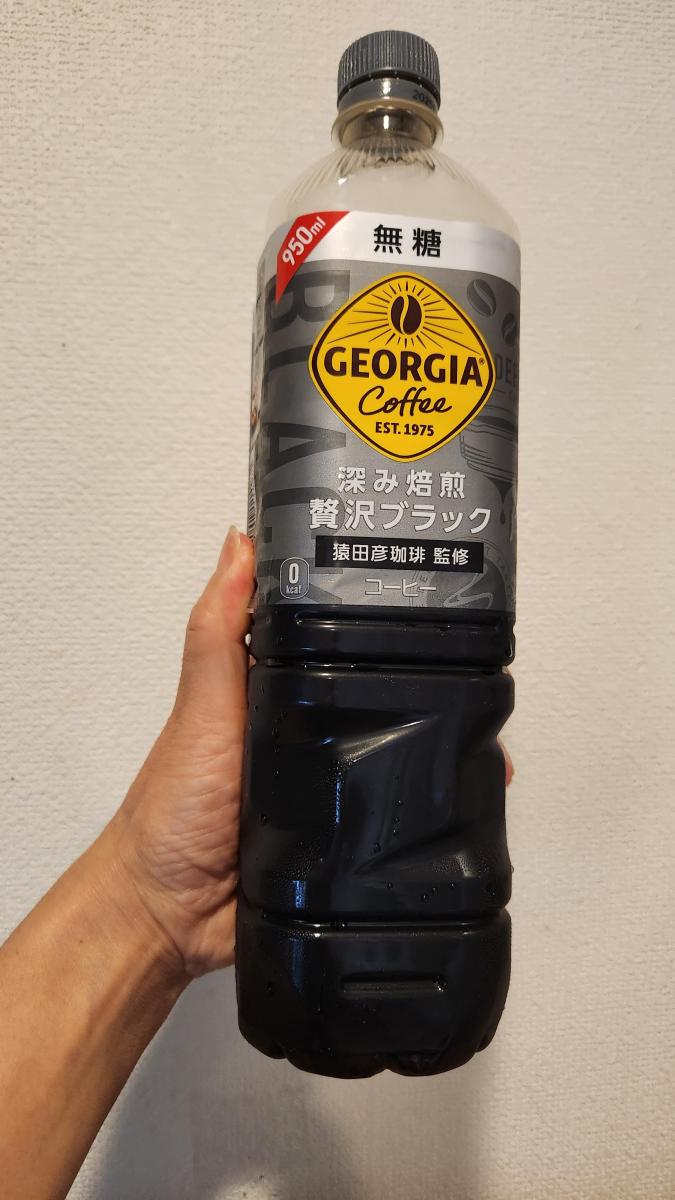 950ml
無糖
BLACK
GEORGIA®
Coffee
EST. 1975
深み焙煎
贅沢ブラック
猿田彦珈琲 監修
コーヒー
0
kcal